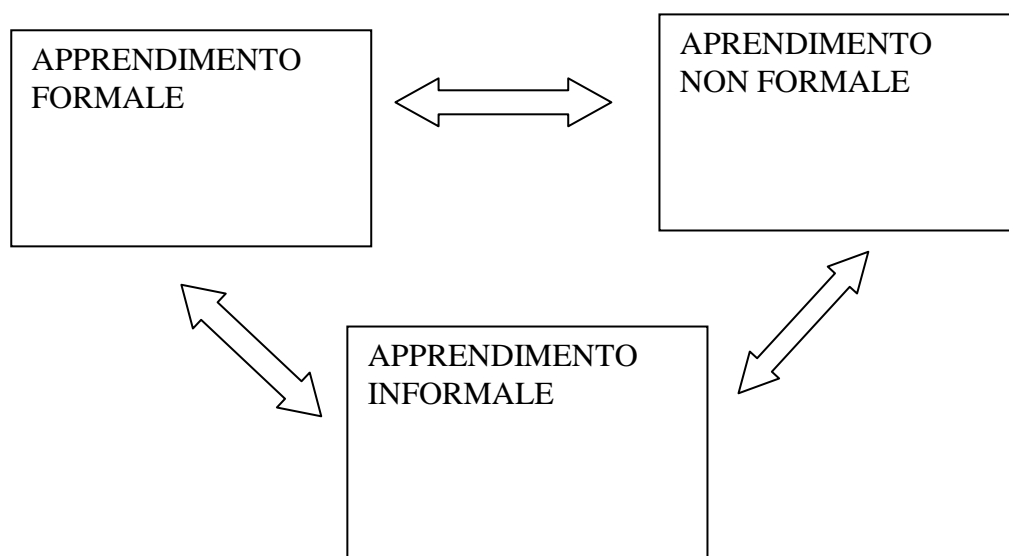 APPRENDIMENTO
FORMALE
APRENDIMENTO
NON FORMALE
APPRENDIMENTO
INFORMALE